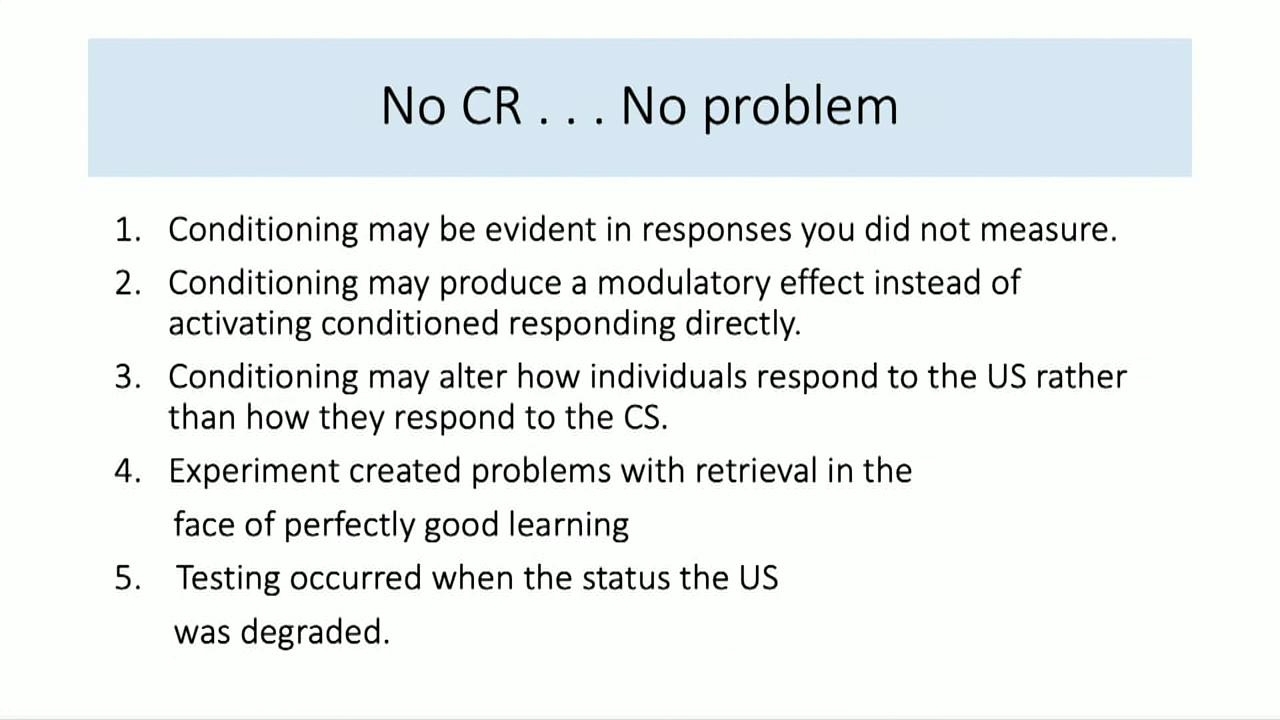 No CR . . . No problem
1. Conditioning may be evident in responses you did not measure.
2. Conditioning may produce a modulatory effect instead of
activating conditioned responding directly.
3. Conditioning may alter how individuals respond to the US rather
than how they respond to the CS.
4. Experiment created problems with retrieval in the
face of perfectly good learning
5. Testing occurred when the status the US
was degraded.